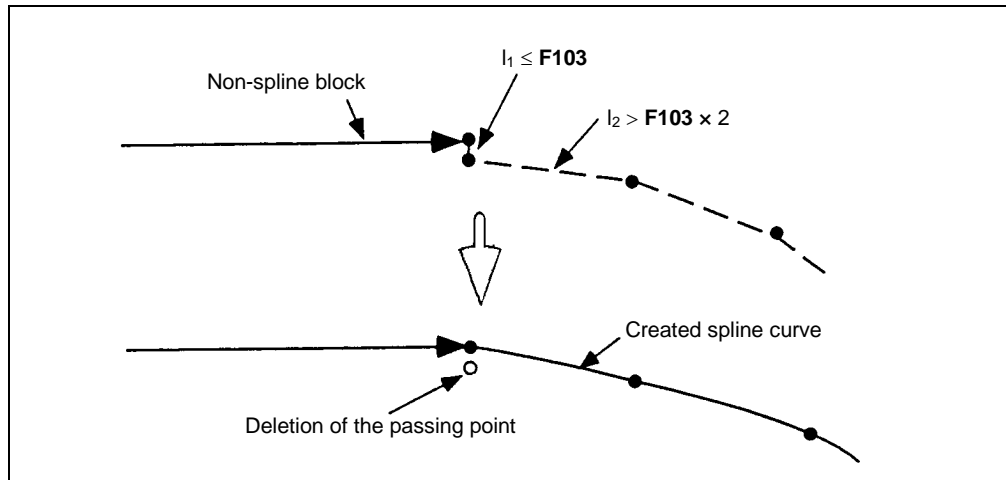 l₁ ≤ F103
Non-spline block
l₂ > F103 × 2
Created spline curve
Deletion of the passing point